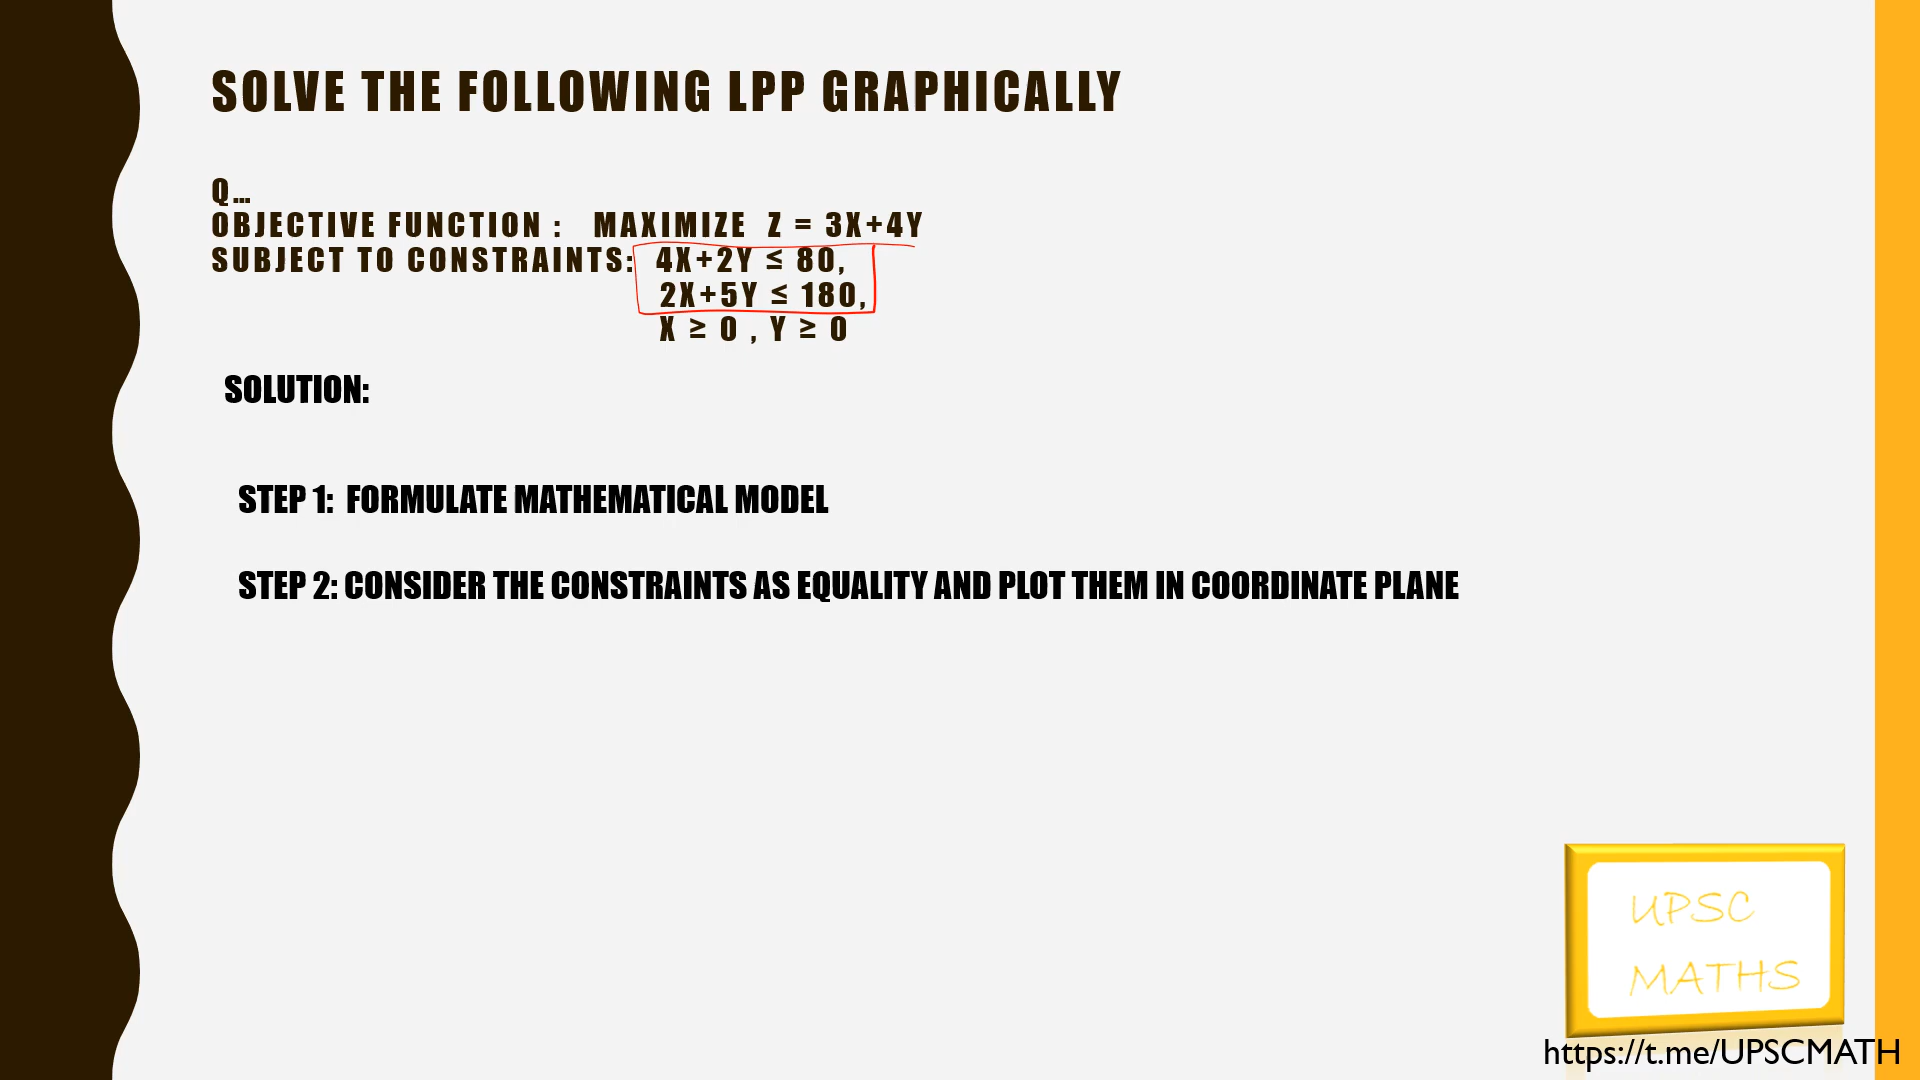 SOLVE THE FOLLOWING LPP GRAPHICALLY
Q…
OBJECTIVE FUNCTION : MAXIMIZE Z = 3X+4Y
SUBJECT TO CONSTRAINTS: 4X+2Y ≤ 80,
2X+5Y ≤ 180,
X ≥ 0 , Y ≥ 0
SOLUTION:
STEP 1: FORMULATE MATHEMATICAL MODEL
STEP 2: CONSIDER THE CONSTRAINTS AS EQUALITY AND PLOT THEM IN COORDINATE PLANE
UPSC
MATHS
https://t.me/UPSCMATH